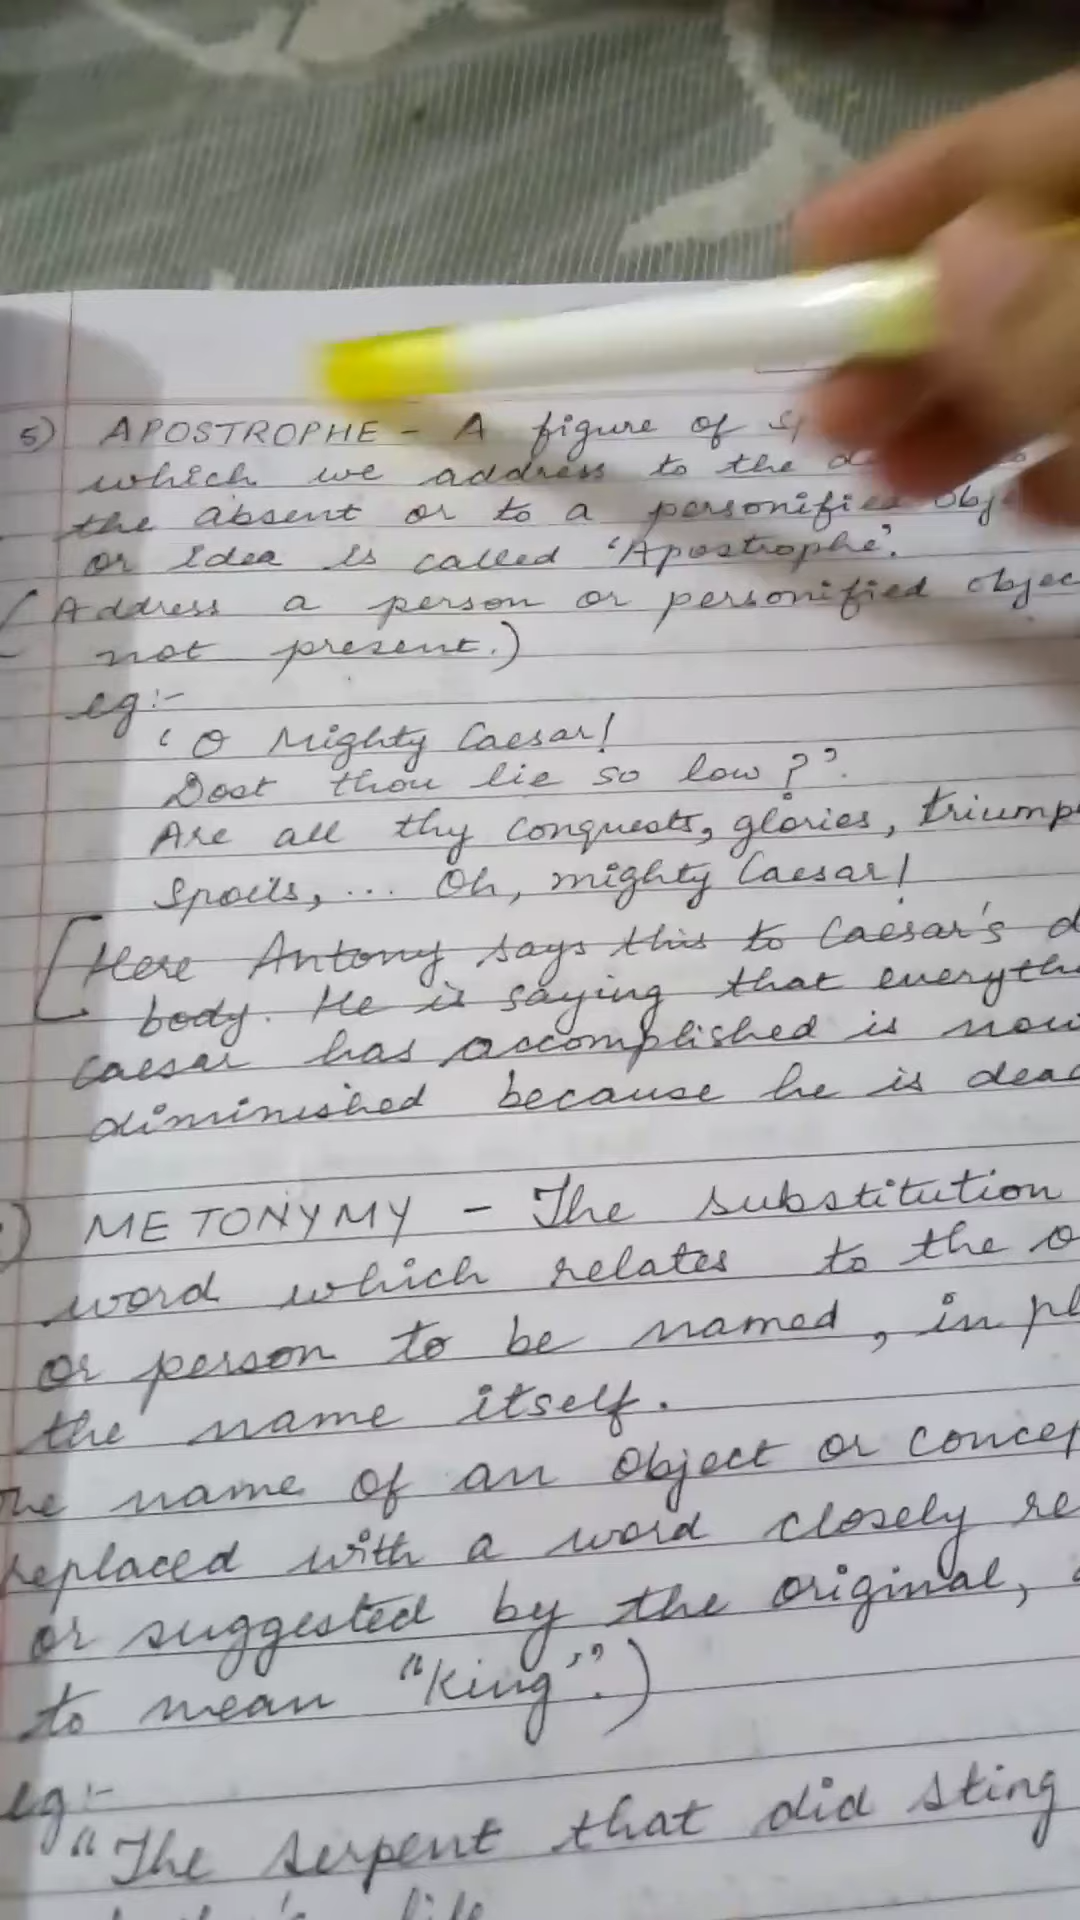 5) APOSTROPHE - A figure of
which we address to the
the absent or to a personified
or idea is called 'Apostrophe'.
(Address a person or personified
not present.)
eg:-
'O Mighty Caesar!
Dost thou lie so low?'.
Are all thy conquests, glories,
Spoils, ... Oh, mighty Caesar!
[Here Antony says this to Caesar's
body. He is saying that
Caesar has accomplished is
diminished because he is
) METONYMY - The substitution
word which relates to the
or person to be named, in
the name itself.
name of an object or
replaced with a word closely
or suggested by the original,
to mean "King".)
eg:-
"The serpent that did sting
life